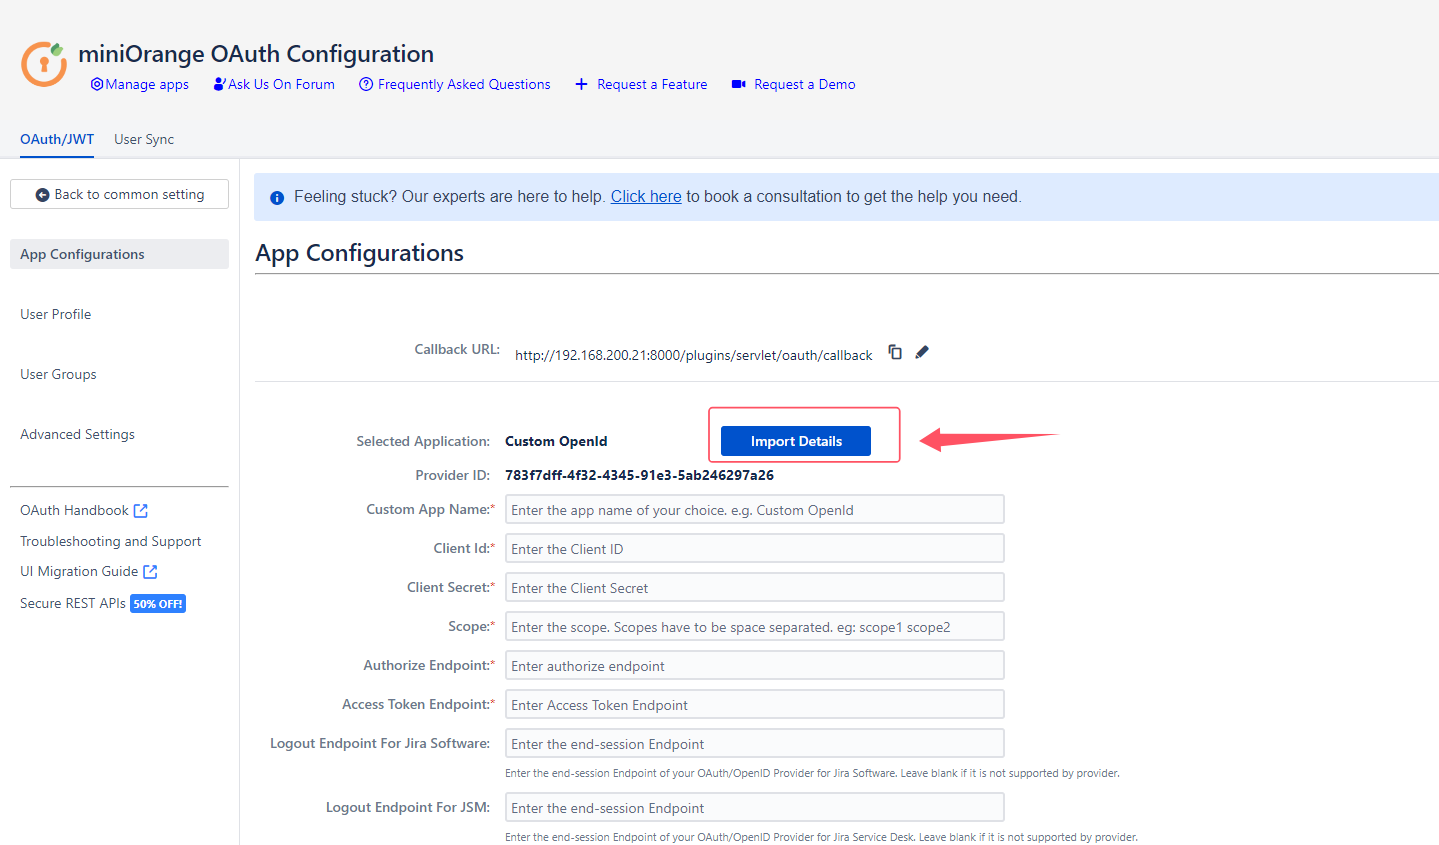 miniOrange OAuth Configuration
Manage apps Ask Us On Forum Frequently Asked Questions Request a Feature Request a Demo
OAuth/JWT User Sync
Back to common setting
App Configurations
User Profile
User Groups
Advanced Settings
OAuth Handbook
Troubleshooting and Support
UI Migration Guide
Secure REST APIs 50% OFF!
Feeling stuck? Our experts are here to help. Click here to book a consultation to get the help you need.
App Configurations
Callback URL: http://192.168.200.21:8000/plugins/servlet/oauth/callback
Selected Application: Custom OpenId Import Details
Provider ID: 783f7dff-4f32-4345-91e3-5ab246297a26
Custom App Name:* Enter the app name of your choice. e.g. Custom OpenId
Client Id:* Enter the Client ID
Client Secret:* Enter the Client Secret
Scope:* Enter the scope. Scopes have to be space separated. eg: scope1 scope2
Authorize Endpoint:* Enter authorize endpoint
Access Token Endpoint:* Enter Access Token Endpoint
Logout Endpoint For Jira Software: Enter the end-session Endpoint
Enter the end-session Endpoint of your OAuth/OpenID Provider for Jira Software. Leave blank if it is not supported by provider.
Logout Endpoint For JSM: Enter the end-session Endpoint
Enter the end-session Endpoint of your OAuth/OpenID Provider for Jira Service Desk. Leave blank if it is not supported by provider.